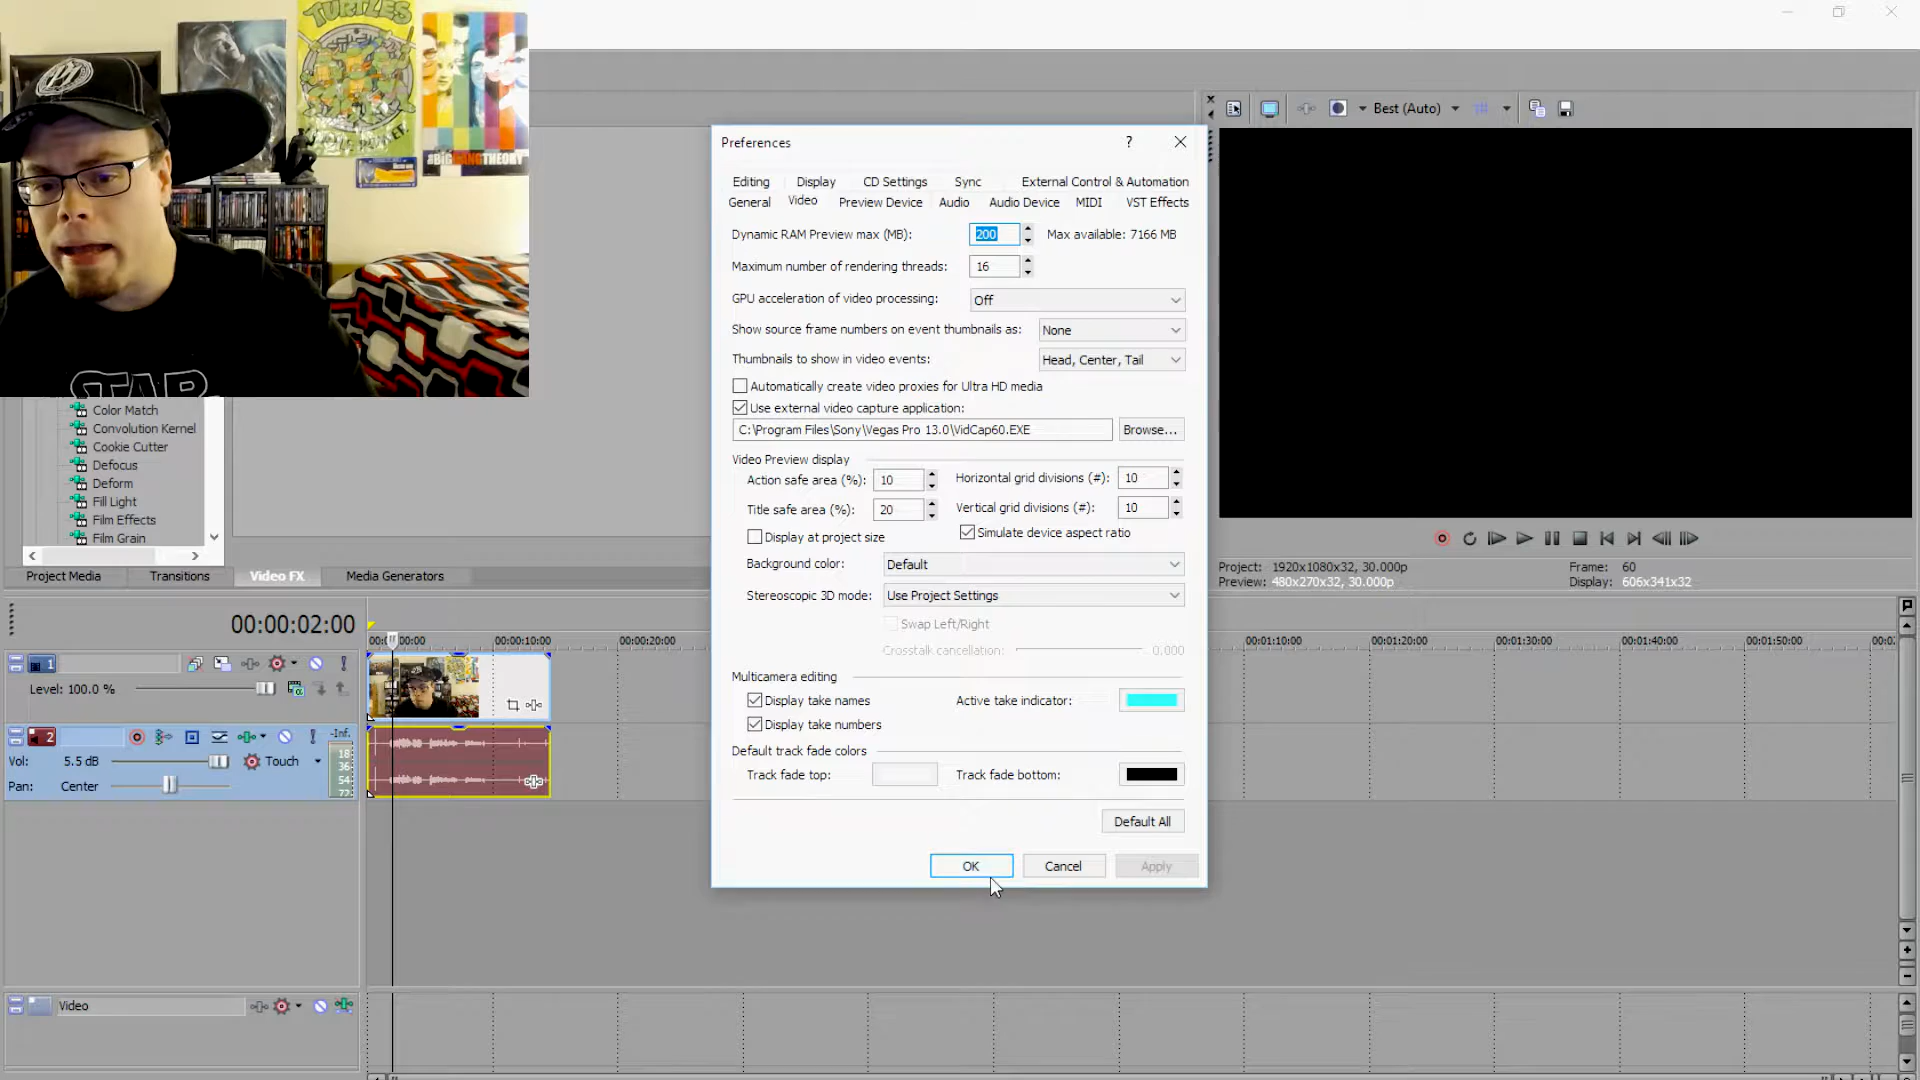 TURTLES
#BIGBANGTHEORY
STAR
Preferences
?
Editing Display CD Settings Sync External Control & Automation
General Video Preview Device Audio Audio Device MIDI VST Effects
Dynamic RAM Preview max (MB): 200 Max available: 7166 MB
Maximum number of rendering threads: 16
GPU acceleration of video processing: Off
Show source frame numbers on event thumbnails as: None
Thumbnails to show in video events: Head, Center, Tail
Automatically create video proxies for Ultra HD media
Use external video capture application:
C:\Program Files\Sony\Vegas Pro 13.0\VidCap60.EXE Browse...
Video Preview display
Action safe area (%): 10 Horizontal grid divisions (#): 10
Title safe area (%): 20 Vertical grid divisions (#): 10
Display at project size Simulate device aspect ratio
Background color: Default
Stereoscopic 3D mode: Use Project Settings
Swap Left/Right
Crosstalk cancellation: 0.000
Multicamera editing
Display take names Active take indicator:
Display take numbers
Default track fade colors
Track fade top: Track fade bottom:
Default All
OK Cancel Apply
Best (Auto)
Color Match
Convolution Kernel
Cookie Cutter
Defocus
Deform
Fill Light
Film Effects
Film Grain
Project Media Transitions Video FX Media Generators
Project: 1920x1080x32, 30.000p Frame: 60
Preview: 480x270x32, 30.000p Display: 606x341x32
00:00:02:00
00:00:10:00 00:00:20:00 00:01:10:00 00:01:20:00 00:01:30:00 00:01:40:00 00:01:50:00
1
Level: 100.0 %
2 -Inf.
Vol: 5.5 dB Touch
Pan: Center
18
36
54
72
Video